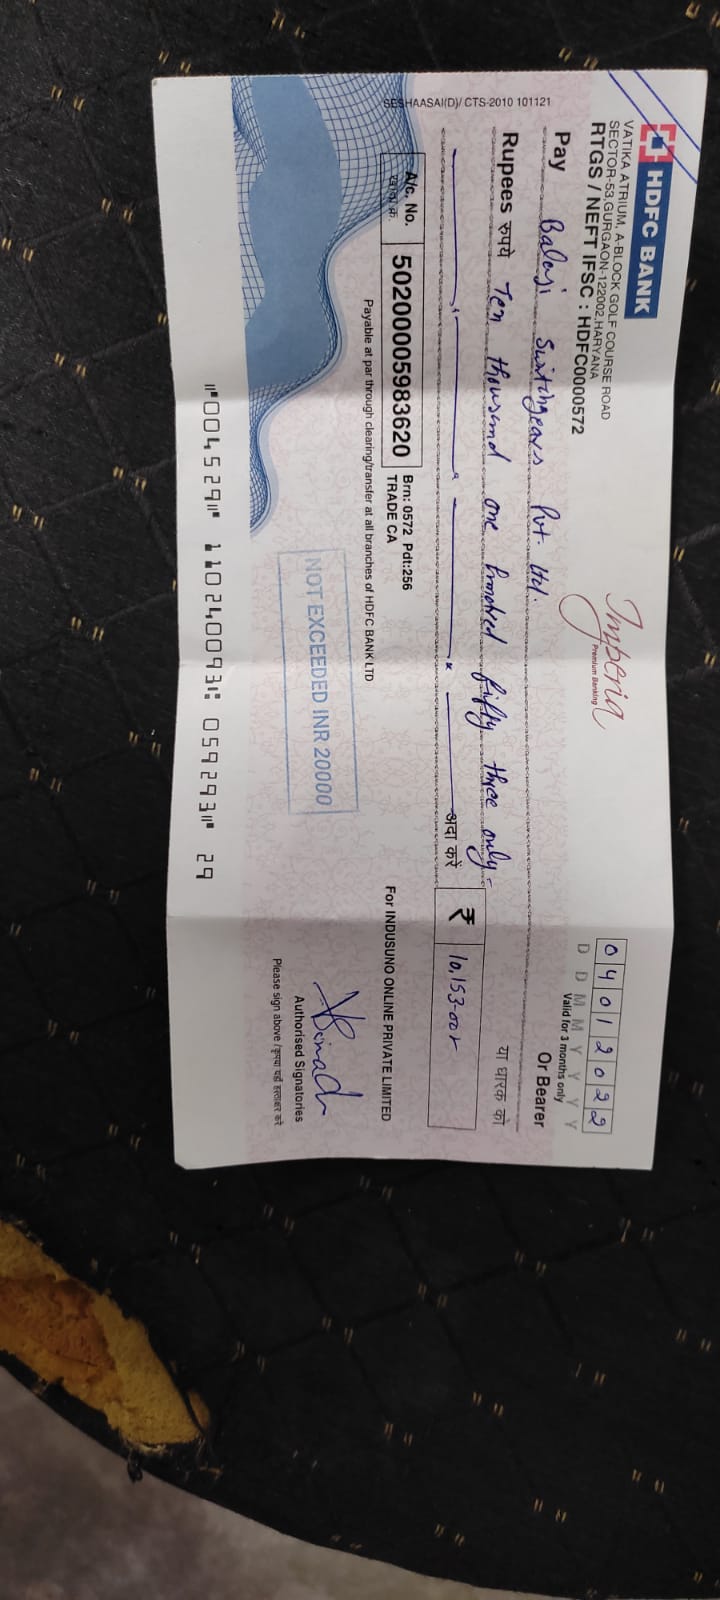 HDFC BANK
VATIKA ATRIUM, A-BLOCK GOLF COURSE ROAD
SECTOR-53,GURGAON-122002,HARYANA
RTGS / NEFT IFSC : HDFC0000572
Imperia
Premium Banking
0 4 0 1 2 0 2 2
D D M M Y Y Y Y
Valid for 3 months only
Pay Balaji Switchgears Pvt. Ltd. Or Bearer
या धारक को
Rupees रुपये Ten thousand one hundred fifty three only-
अदा करें
₹ 10,153-00
A/c. No.
खा.सं.
50200005983620
Brn: 0572 Pdt:256
TRADE CA
For INDUSUNO ONLINE PRIVATE LIMITED
Payable at par through clearing/transfer at all branches of HDFC BANK LTD
NOT EXCEEDED INR 20000
Authorised Signatories
Please sign above / कृपया यहाँ हस्ताक्षर करें
SESHAASAI(D)/ CTS-2010 101121
⑈004529⑈ 110240093⑆ 059293⑈ 29